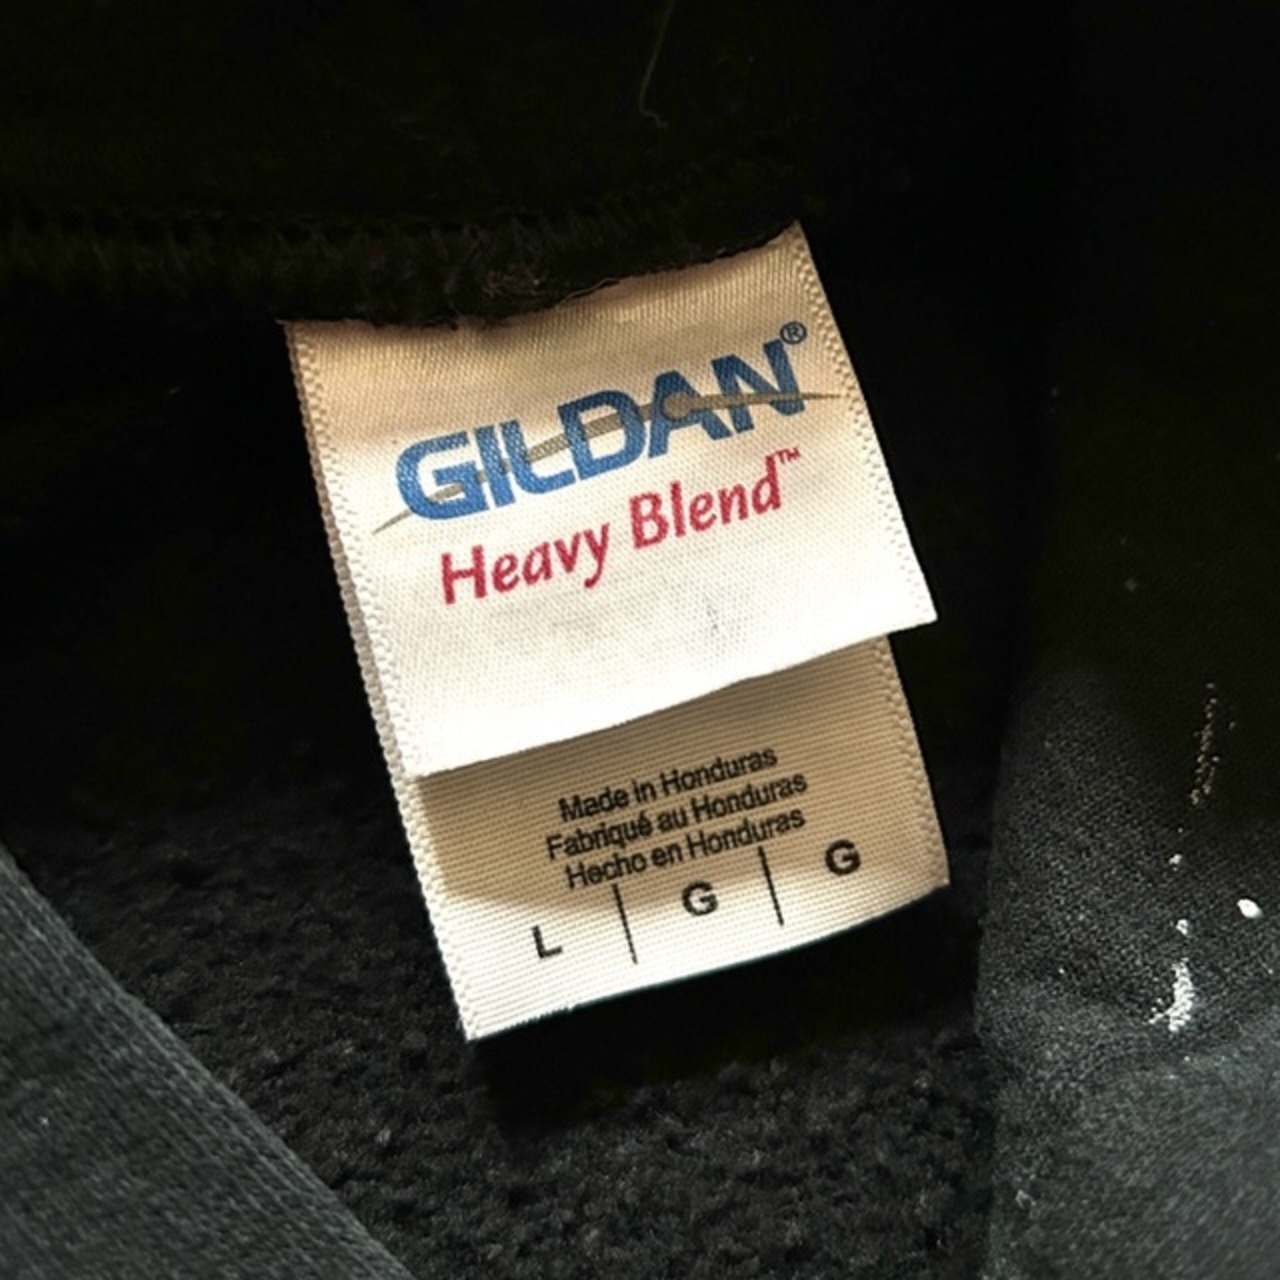 GILDAN®
Heavy Blend™
Made in Honduras
Fabriqué au Honduras
Hecho en Honduras
L | G | G